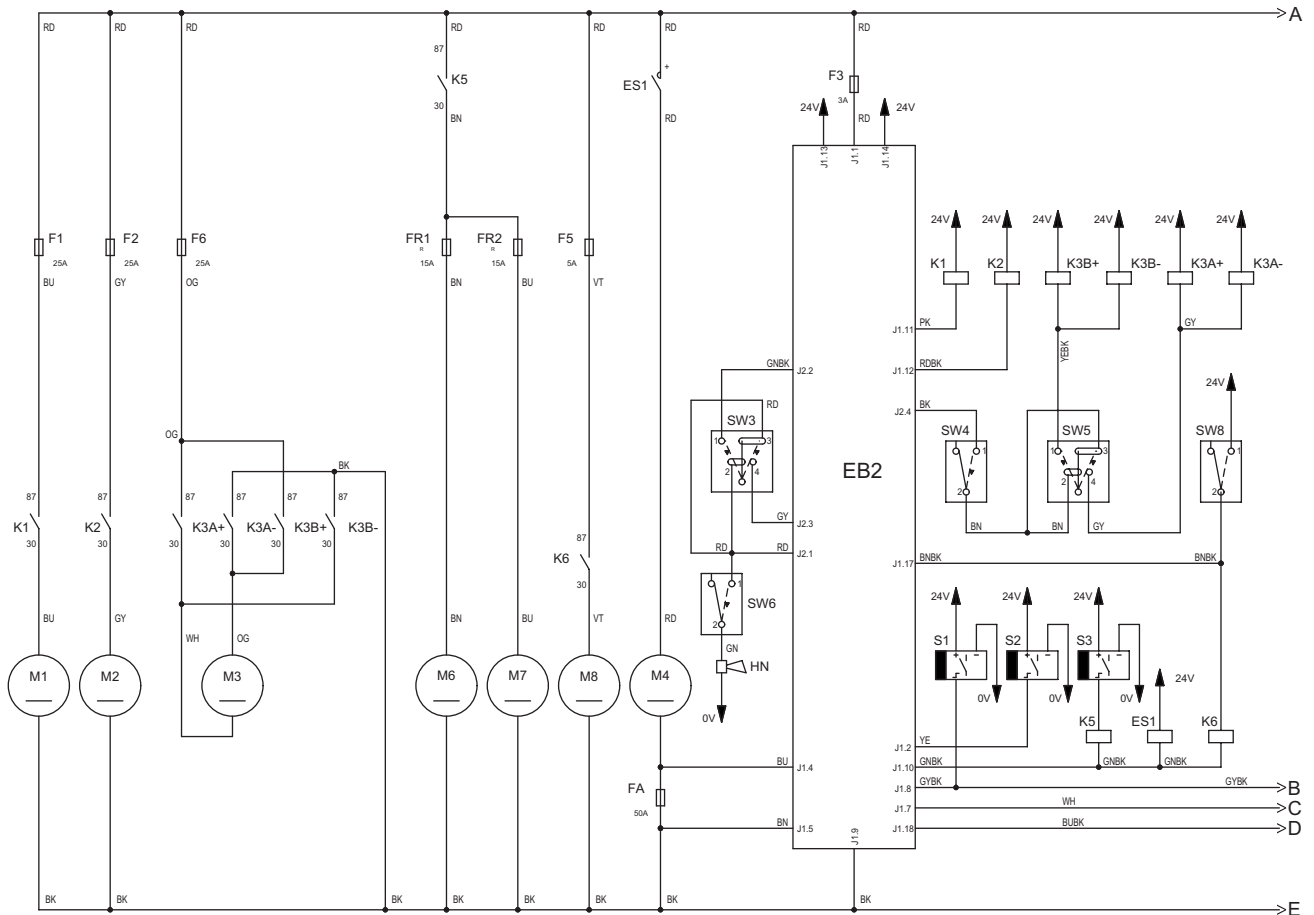 A
RD RD RD RD RD RD RD
87
K5
30
BN
ES1 +
RD
F3
3A
RD
24V 24V
J1.13 J1.1 J1.14
F1
25A
BU
F2
25A
GY
F6
25A
OG
FR1
R
15A
BN
FR2
R
15A
BU
F5
5A
VT
24V 24V 24V 24V 24V 24V
K1 K2 K3B+ K3B- K3A+ K3A-
J1.11 PK
YEBK
GY
J1.12 RDBK
GNBK J2.2
24V
RD
J2.4 BK
SW3
1 3
2 4
SW4
1
2
SW5
1 3
2 4
SW8
1
2
EB2
OG
BK
87 87 87 87 87 87
K1 K2 K3A+ K3A- K3B+ K3B-
30 30 30 30 30 30
GY J2.3
BN BN GY
RD RD J2.1
87
K6
30
J1.17 BNBK BNBK
SW6
1
2
24V 24V 24V
S1 S2 S3
+ - + - + -
BU GY WH OG BN BU VT RD
GN
HN
M1 M2 M3 M6 M7 M8 M4
0V
0V 0V 0V
24V
K5 ES1 K6
J1.2 YE
BU J1.4
J1.10 GNBK GNBK GNBK
FA
50A
J1.8 GYBK GYBK B
J1.7 WH C
BN J1.5
J1.18 BUBK D
J1.9
BK BK BK BK BK BK BK BK
E